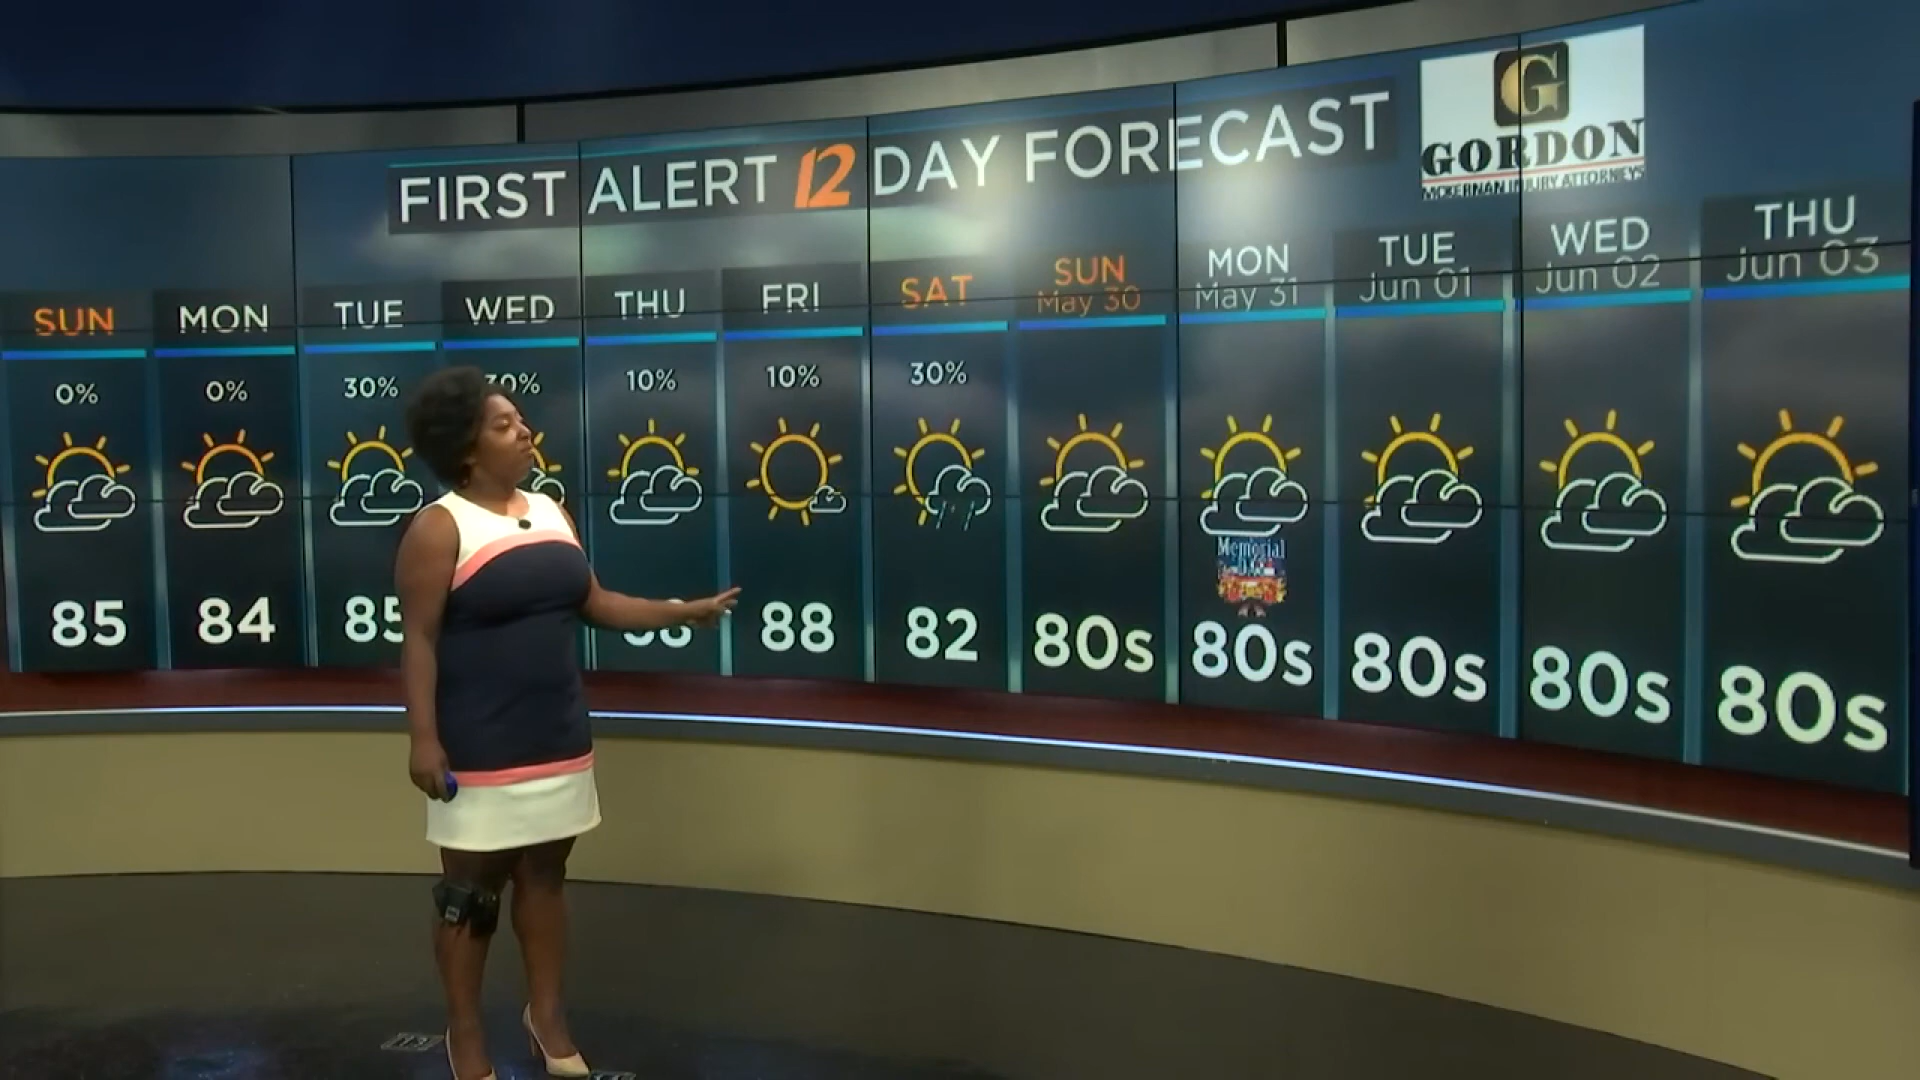 FIRST ALERT 12 DAY FORECAST
G
GORDON
MCKERNAN INJURY ATTORNEYS
SUN MON TUE WED THU FRI SAT SUN MON TUE WED THU
May 30 May 31 Jun 01 Jun 02 Jun 03
0% 0% 30% 10% 10% 30%
Memorial
85 84 85 88 82 80s 80s 80s 80s 80s